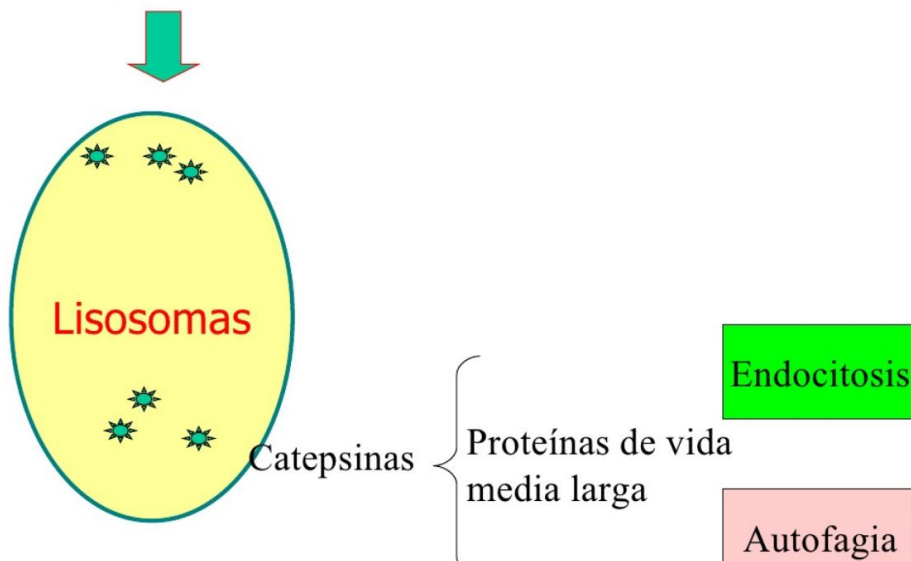 Lisosomas
Endocitosis
Catepsinas
Proteínas de vida
media larga
Autofagia